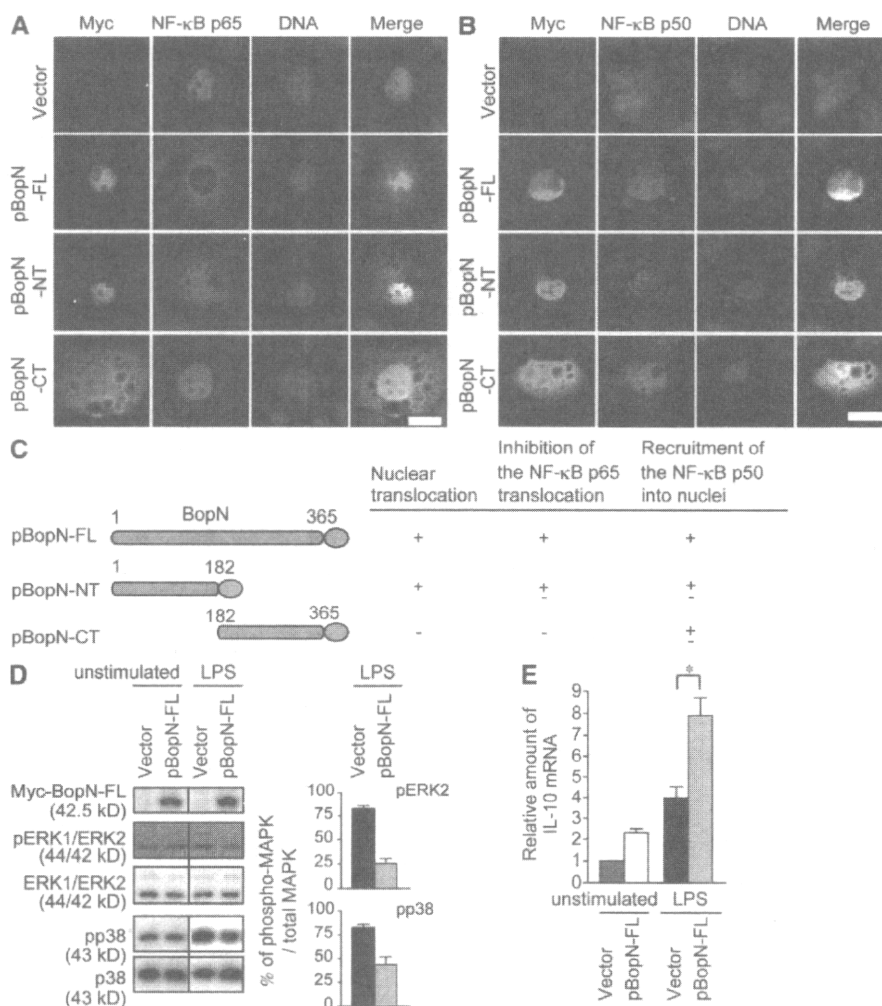 A
Myc NF-κB p65 DNA Merge
Vector
pBopN
-FL
pBopN
-NT
pBopN
-CT
B
Myc NF-κB p50 DNA Merge
Vector
pBopN
-FL
pBopN
-NT
pBopN
-CT
C
Nuclear
translocation
Inhibition of
the NF-κB p65
translocation
Recruitment of
the NF-κB p50
into nuclei
1 BopN 365
pBopN-FL + + +
1 182
pBopN-NT + ± ±
182 365
pBopN-CT - - ±
D
unstimulated LPS
Vector pBopN-FL Vector pBopN-FL
Myc-BopN-FL
(42.5 kD)
pERK1/ERK2
(44/42 kD)
ERK1/ERK2
(44/42 kD)
pp38
(43 kD)
p38
(43 kD)
LPS
Vector pBopN-FL
% of phospho-MAPK
/ total MAPK
pERK2
100
75
50
25
0
pp38
100
75
50
25
0
E
Relative amount of
IL-10 mRNA
*
9
8
7
6
5
4
3
2
1
unstimulated LPS
Vector pBopN-FL Vector pBopN-FL